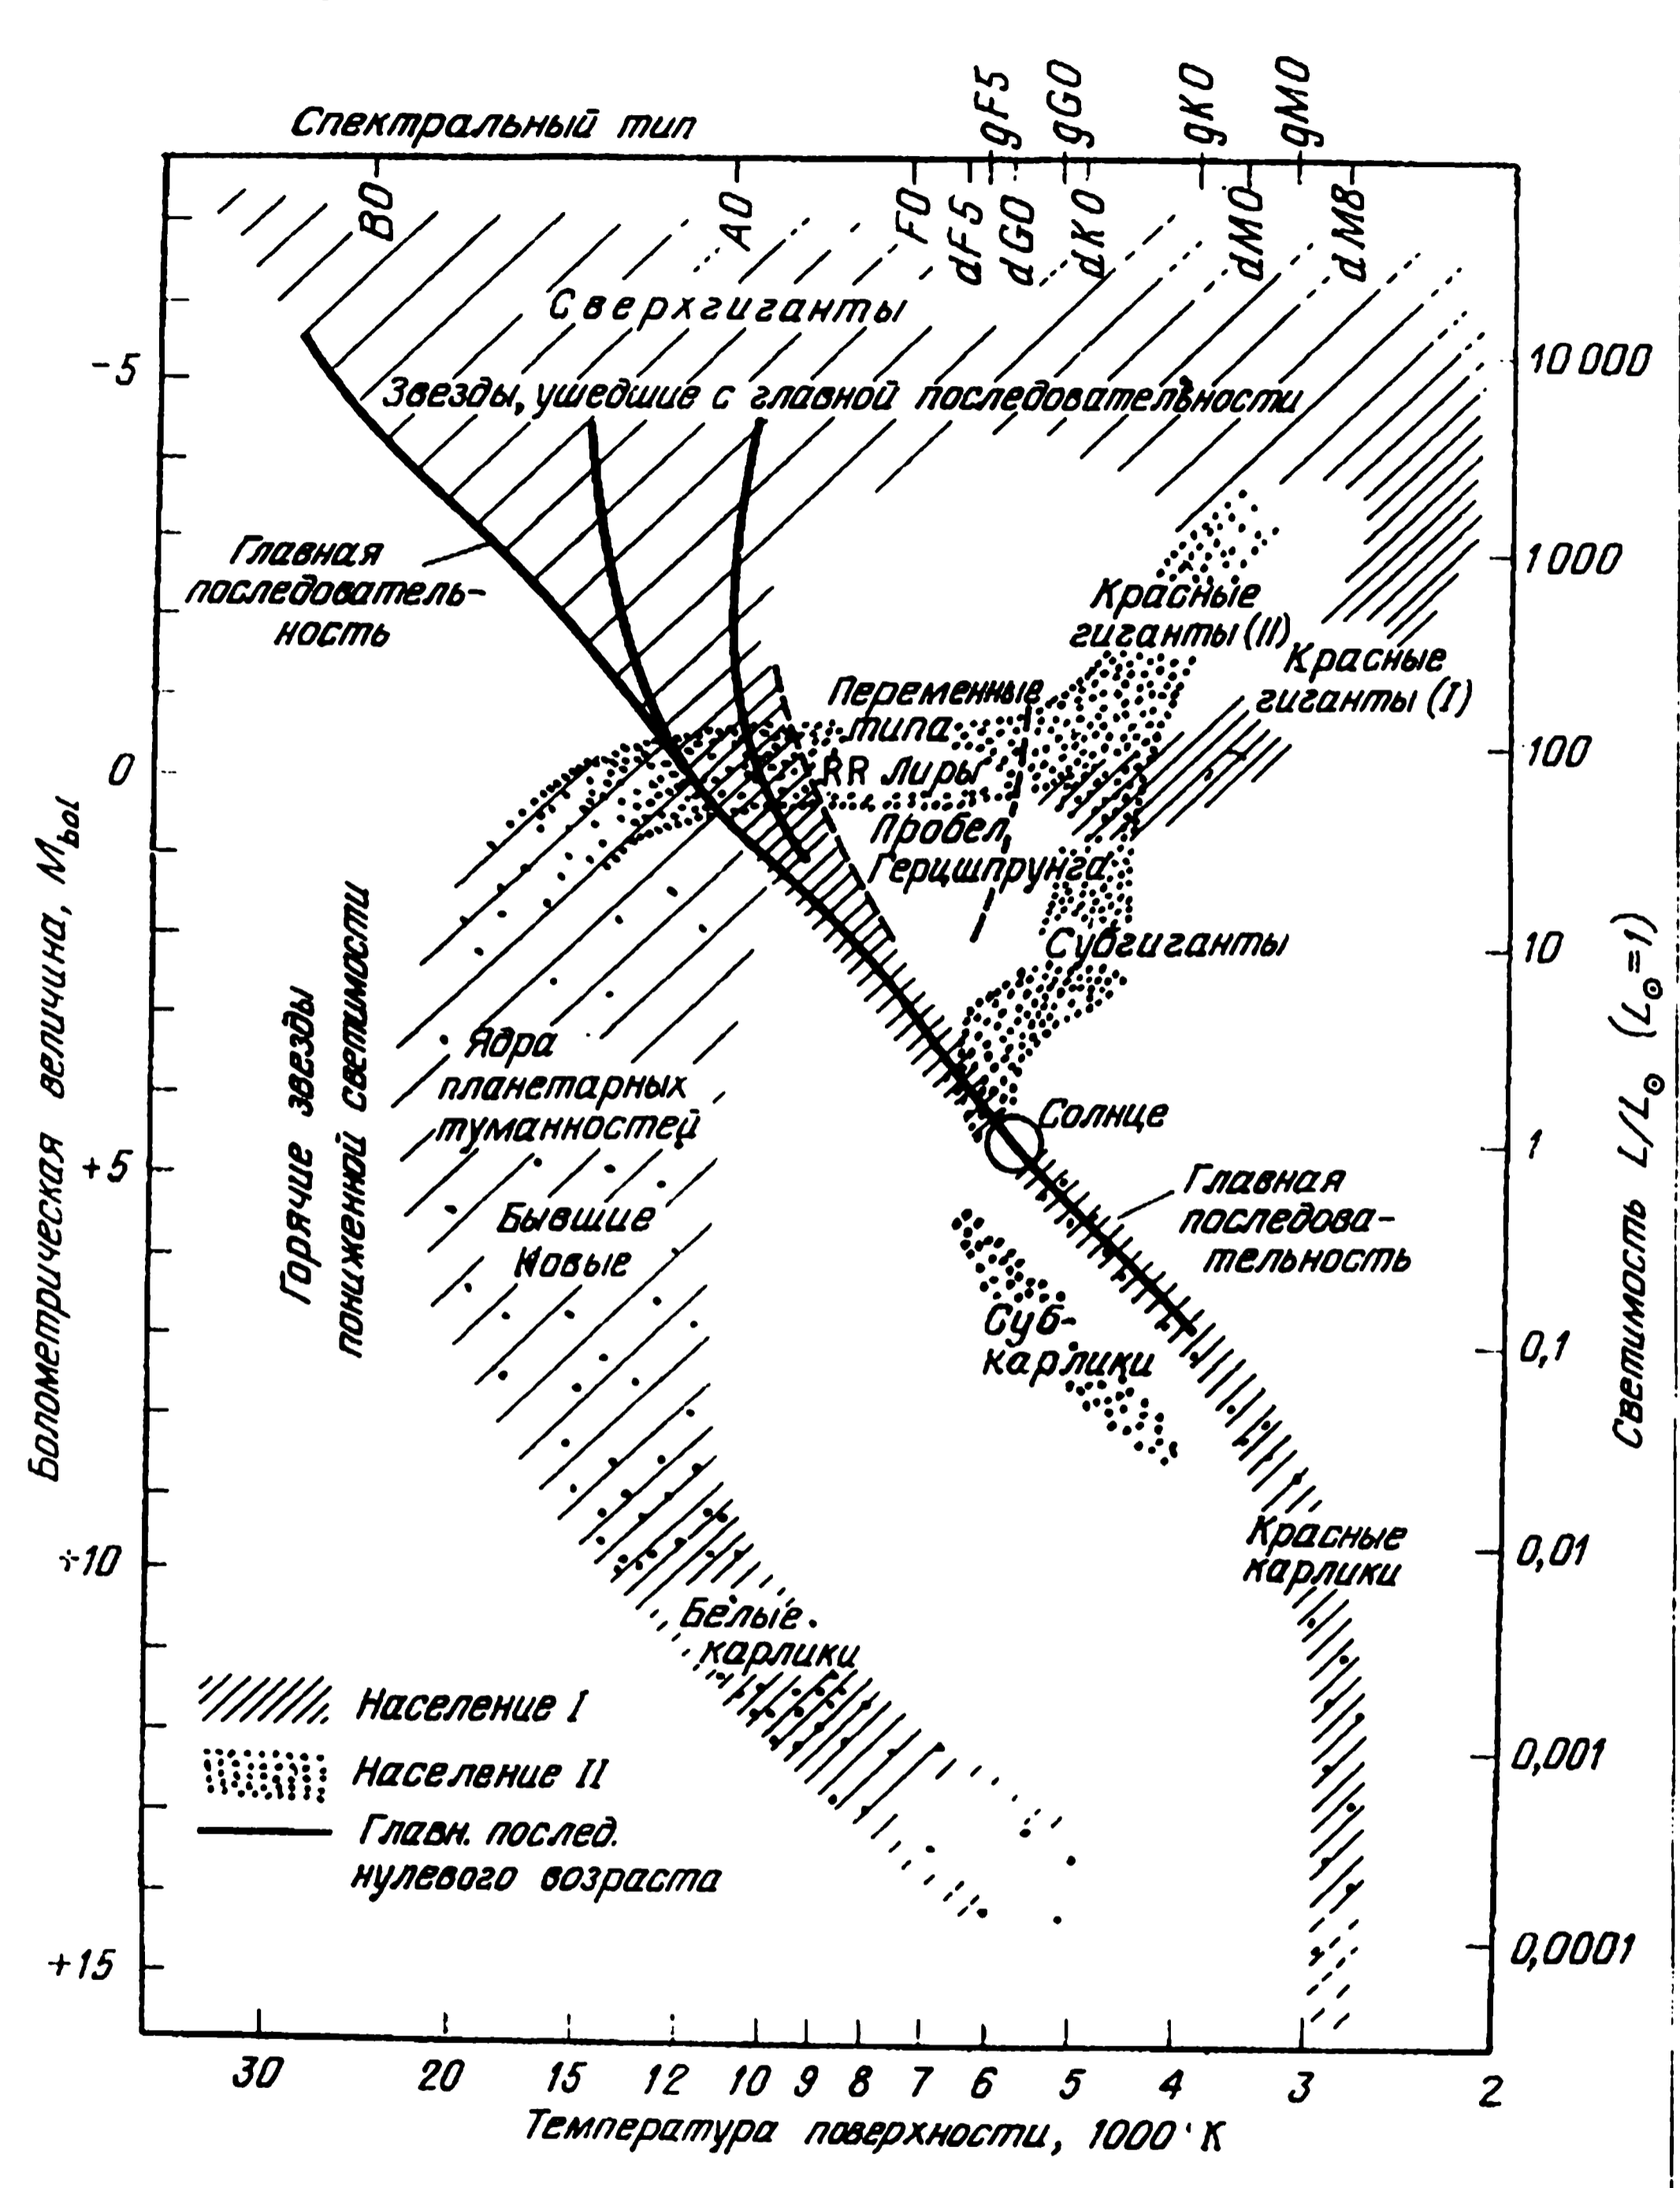 Спектральный тип
gF5
gG0
gK0
gM0
B0
A0
F0
dF5
dG0
dK0
dM0
dM8
Сверхгиганты
Звезды, ушедшие с главной последовательности
Главная
последователь-
ность
Красные
гиганты (II)
Красные
гиганты (I)
Переменные
типа
RR Лиры
Пробел
Герцшпрунга
Субгиганты
Горячие звезды
пониженной светимости
Ядра
планетарных
туманностей
Солнце
Главная
последова-
тельность
Бывшие
Новые
Суб-
карлики
Красные
карлики
Белые
карлики
Население I
Население II
Главн. послед.
нулевого возраста
Болометрическая величина, Mbol
-5
0
+5
+10
+15
Светимость L/L☉ (L☉=1)
10 000
1000
100
10
1
0,1
0,01
0,001
0,0001
30 20 15 12 10 9 8 7 6 5 4 3 2
Температура поверхности, 1000°K